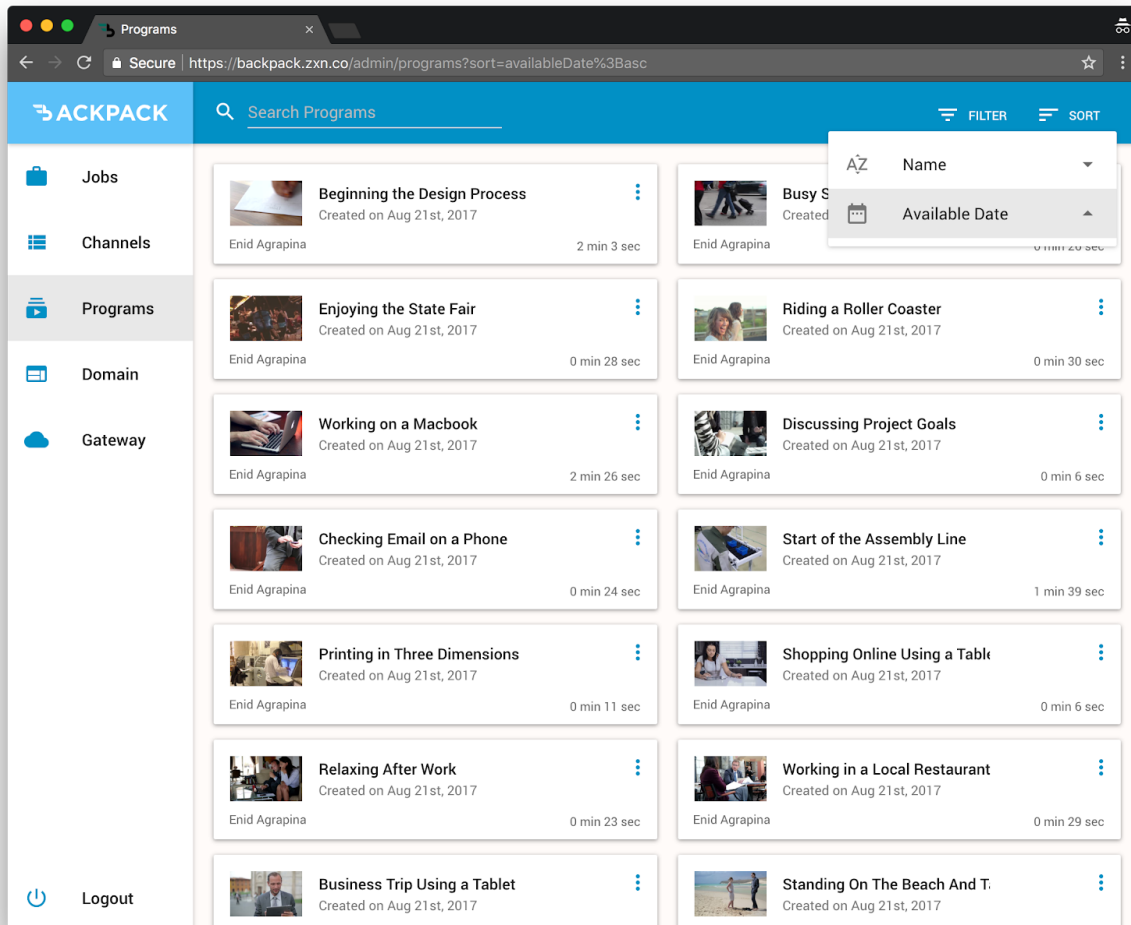 Programs
Secure https://backpack.zxn.co/admin/programs?sort=availableDate%3Basc
BACKPACK
Search Programs
FILTER
SORT
Name
Available Date
Jobs
Channels
Programs
Domain
Gateway
Logout
Beginning the Design Process
Created on Aug 21st, 2017
Enid Agrapina
2 min 3 sec
Busy S
Created
Enid Agrapina
0 min 20 sec
Enjoying the State Fair
Created on Aug 21st, 2017
Enid Agrapina
0 min 28 sec
Riding a Roller Coaster
Created on Aug 21st, 2017
Enid Agrapina
0 min 30 sec
Working on a Macbook
Created on Aug 21st, 2017
Enid Agrapina
2 min 26 sec
Discussing Project Goals
Created on Aug 21st, 2017
Enid Agrapina
0 min 6 sec
Checking Email on a Phone
Created on Aug 21st, 2017
Enid Agrapina
0 min 24 sec
Start of the Assembly Line
Created on Aug 21st, 2017
Enid Agrapina
1 min 39 sec
Printing in Three Dimensions
Created on Aug 21st, 2017
Enid Agrapina
0 min 11 sec
Shopping Online Using a Table
Created on Aug 21st, 2017
Enid Agrapina
0 min 6 sec
Relaxing After Work
Created on Aug 21st, 2017
Enid Agrapina
0 min 23 sec
Working in a Local Restaurant
Created on Aug 21st, 2017
Enid Agrapina
0 min 29 sec
Business Trip Using a Tablet
Created on Aug 21st, 2017
Standing On The Beach And T
Created on Aug 21st, 2017